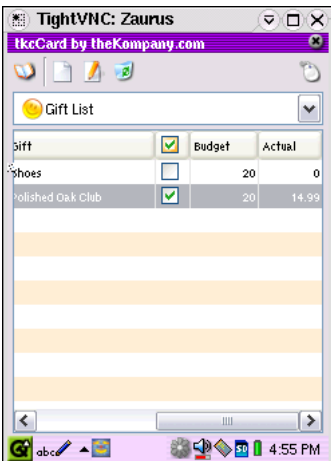 TightVNC: Zaurus
tkcCard by theKompany.com
Gift List
Gift Budget Actual
Shoes 20 0
Polished Oak Club 20 14.99
abc SD 4:55 PM